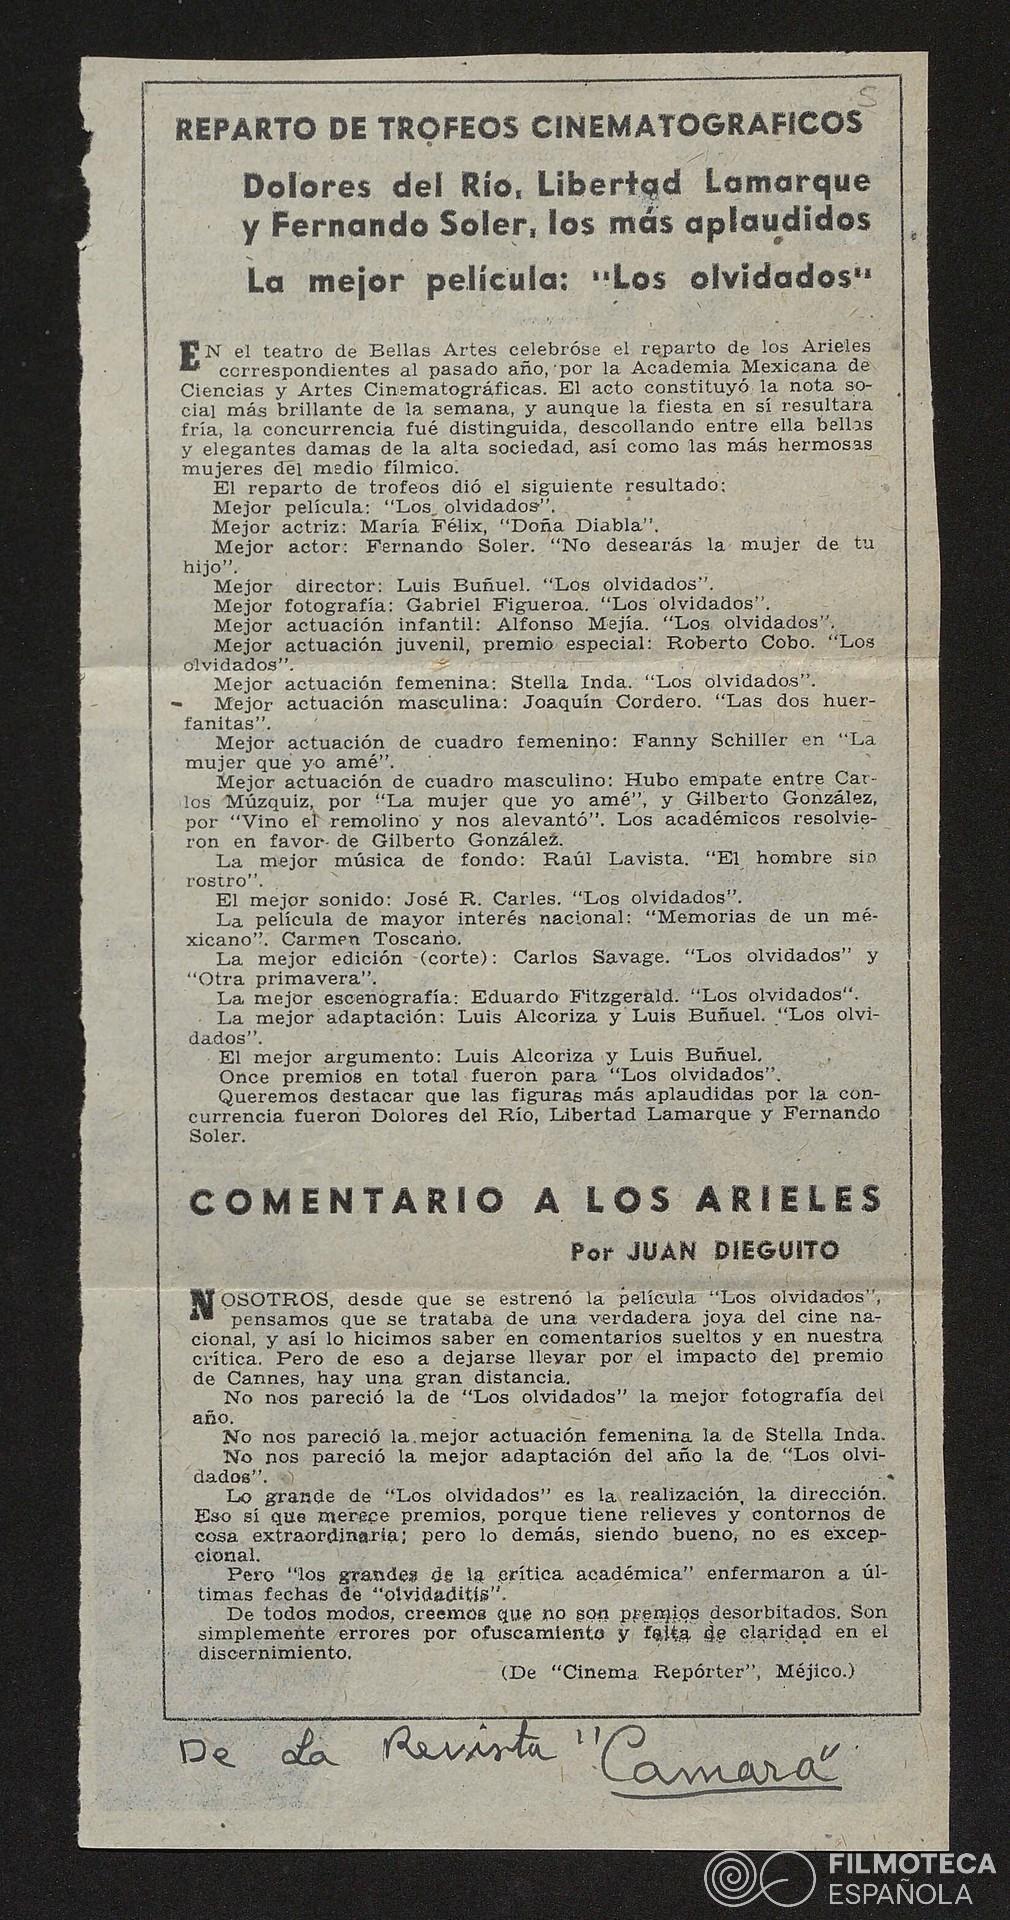 S
REPARTO DE TROFEOS CINEMATOGRAFICOS
Dolores del Río, Libertad Lamarque
y Fernando Soler, los más aplaudidos
La mejor película: "Los olvidados"
EN el teatro de Bellas Artes celebróse el reparto de los Arieles
correspondientes al pasado año, por la Academia Mexicana de
Ciencias y Artes Cinematográficas. El acto constituyó la nota so-
cial más brillante de la semana, y aunque la fiesta en sí resultara
fría, la concurrencia fué distinguida, descollando entre ella bellas
y elegantes damas de la alta sociedad, así como las más hermosas
mujeres del medio fílmico.
El reparto de trofeos dió el siguiente resultado:
Mejor película: "Los olvidados".
Mejor actriz: María Félix, "Doña Diabla".
Mejor actor: Fernando Soler. "No desearás la mujer de tu
hijo".
Mejor director: Luis Buñuel. "Los olvidados".
Mejor fotografía: Gabriel Figueroa. "Los olvidados".
Mejor actuación infantil: Alfonso Mejía. "Los olvidados".
Mejor actuación juvenil, premio especial: Roberto Cobo. "Los
olvidados".
Mejor actuación femenina: Stella Inda. "Los olvidados".
Mejor actuación masculina: Joaquín Cordero. "Las dos huer-
fanitas".
Mejor actuación de cuadro femenino: Fanny Schiller en "La
mujer que yo amé".
Mejor actuación de cuadro masculino: Hubo empate entre Car-
los Múzquiz, por "La mujer que yo amé", y Gilberto González,
por "Vino el remolino y nos alevantó". Los académicos resolvie-
ron en favor de Gilberto González.
La mejor música de fondo: Raúl Lavista. "El hombre sin
rostro".
El mejor sonido: José R. Carles. "Los olvidados".
La película de mayor interés nacional: "Memorias de un mé-
xicano". Carmen Toscano.
La mejor edición (corte): Carlos Savage. "Los olvidados" y
"Otra primavera".
La mejor escenografía: Eduardo Fitzgerald. "Los olvidados".
La mejor adaptación: Luis Alcoriza y Luis Buñuel. "Los olvi-
dados".
El mejor argumento: Luis Alcoriza y Luis Buñuel.
Once premios en total fueron para "Los olvidados".
Queremos destacar que las figuras más aplaudidas por la con-
currencia fueron Dolores del Río, Libertad Lamarque y Fernando
Soler.
COMENTARIO A LOS ARIELES
Por JUAN DIEGUITO
NOSOTROS, desde que se estrenó la película "Los olvidados",
pensamos que se trataba de una verdadera joya del cine na-
cional, y así lo hicimos saber en comentarios sueltos y en nuestra
crítica. Pero de eso a dejarse llevar por el impacto del premio
de Cannes, hay una gran distancia.
No nos pareció la de "Los olvidados" la mejor fotografía del
año.
No nos pareció la mejor actuación femenina la de Stella Inda.
No nos pareció la mejor adaptación del año la de "Los olvi-
dados".
Lo grande de "Los olvidados" es la realización, la dirección.
Eso sí que merece premios, porque tiene relieves y contornos de
cosa extraordinaria; pero lo demás, siendo bueno, no es excep-
cional.
Pero "los grandes de la crítica académica" enfermaron a úl-
timas fechas de "olvidaditis".
De todos modos, creemos que no son premios desorbitados. Son
simplemente errores por ofuscamiento y falta de claridad en el
discernimiento.
(De "Cinema Repórter", Méjico.)
De La Revista "Camara"
FILMOTECA
ESPAÑOLA